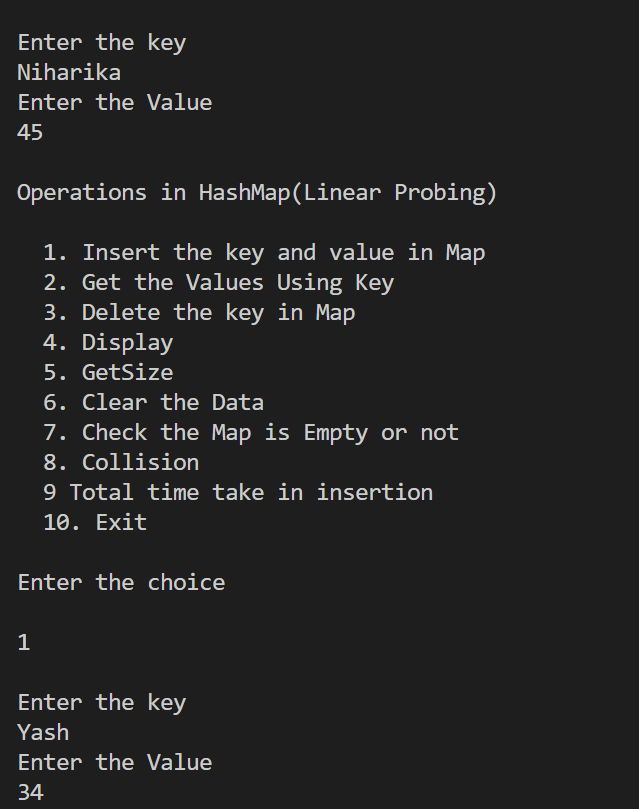 Enter the key
Niharika
Enter the Value
45
Operations in HashMap(Linear Probing)
1. Insert the key and value in Map
2. Get the Values Using Key
3. Delete the key in Map
4. Display
5. GetSize
6. Clear the Data
7. Check the Map is Empty or not
8. Collision
9 Total time take in insertion
10. Exit
Enter the choice
1
Enter the key
Yash
Enter the Value
34